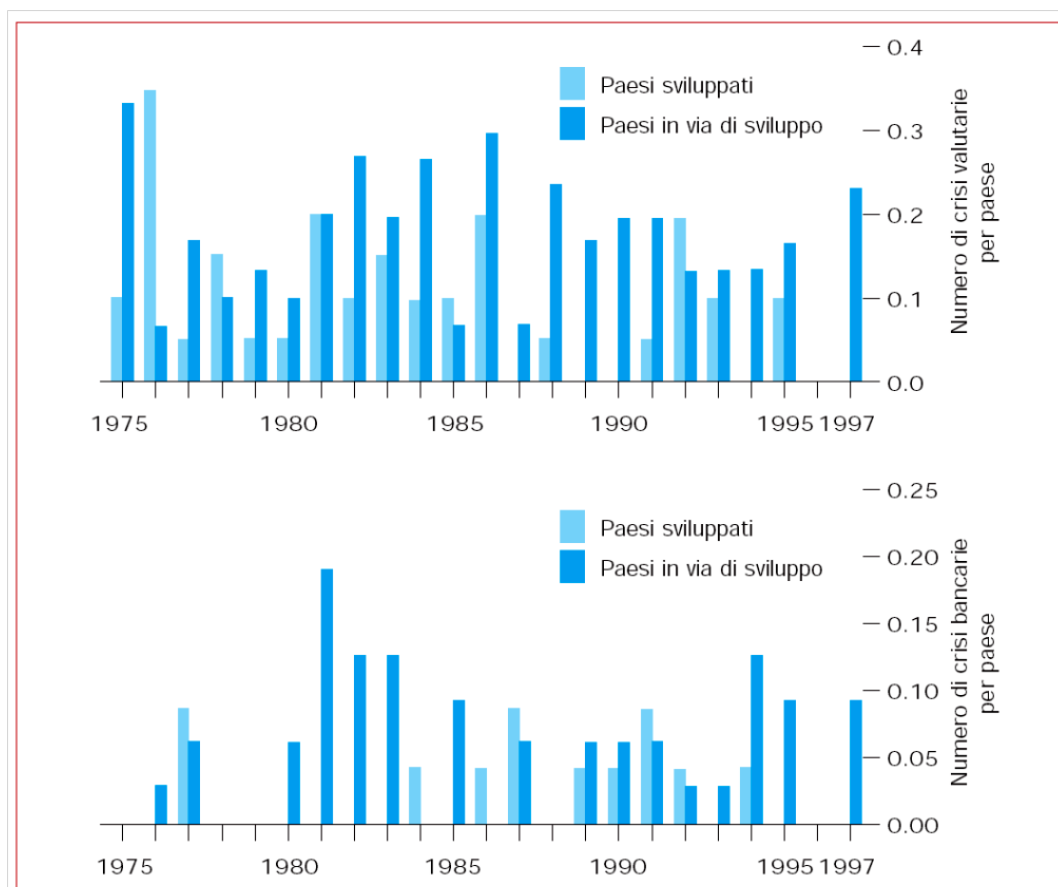 0.4
Paesi sviluppati
Paesi in via di sviluppo
0.3
0.2
0.1
0.0
Numero di crisi valutarie
per paese
1975
1980
1985
1990
1995
1997
0.25
Paesi sviluppati
Paesi in via di sviluppo
0.20
0.15
0.10
0.05
0.00
Numero di crisi bancarie
per paese
1975
1980
1985
1990
1995
1997